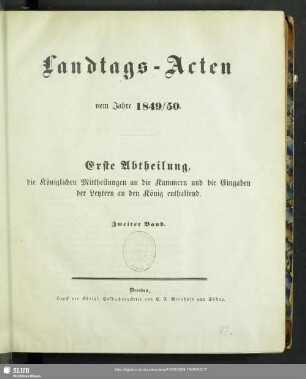 Landtags-Acten
vom Jahre 1849/50.
Erste Abtheilung,
die Königlichen Mittheilungen an die Kammern und die Eingaben
der Letztern an den König enthaltend.
Zweiter Band.
Dresden,
Druck der Königl. Hofbuchdruckerei von C. C. Meinhold und Söhne.
SLUB